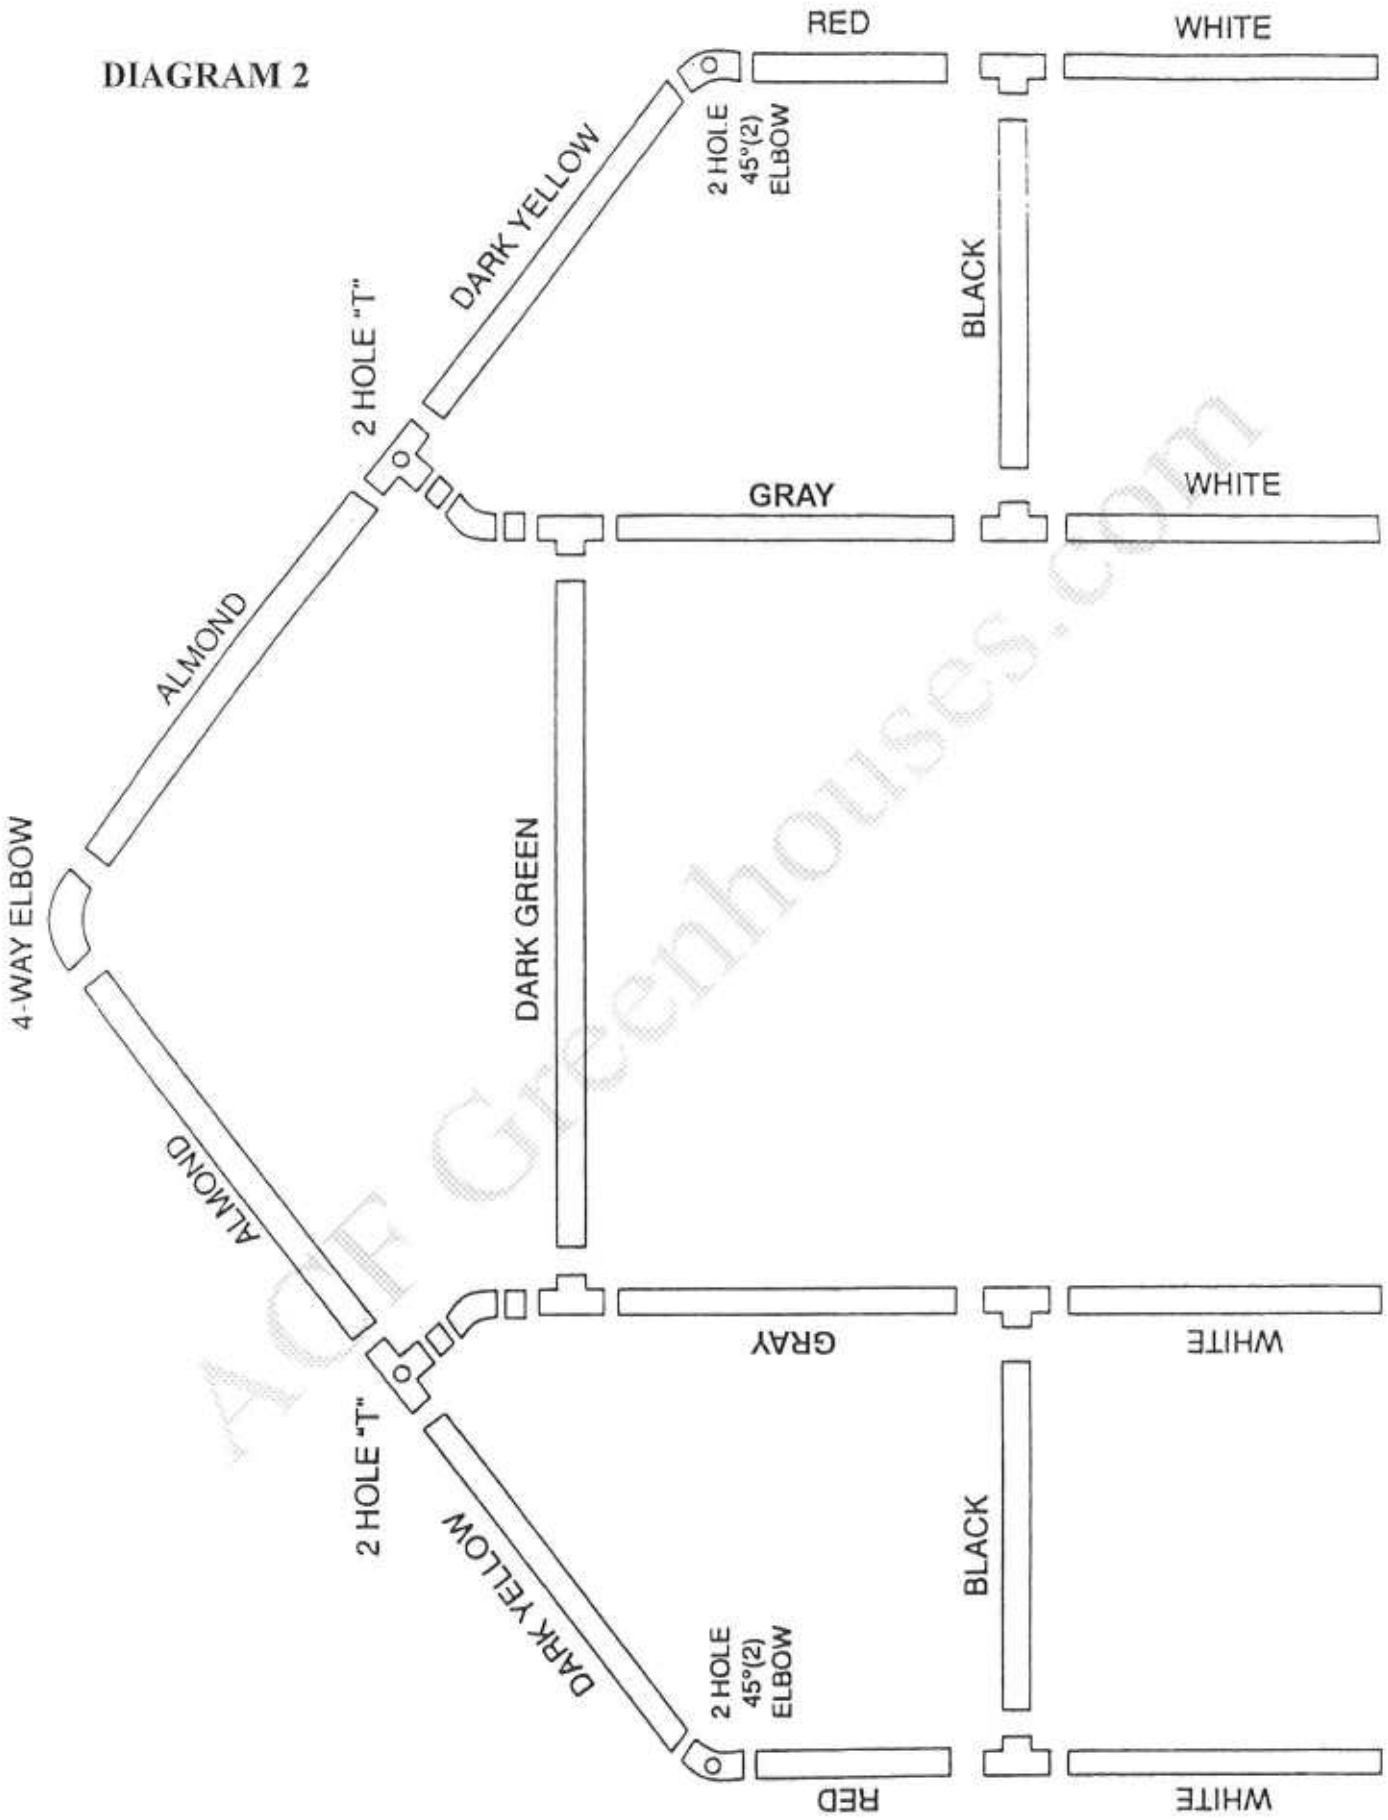 DIAGRAM 2
RED
WHITE
2 HOLE
45°(2)
ELBOW
DARK YELLOW
BLACK
2 HOLE "T"
GRAY
WHITE
ALMOND
4-WAY ELBOW
DARK GREEN
ACF Greenhouses.com
ALMOND
GRAY
WHITE
2 HOLE "T"
DARK YELLOW
BLACK
2 HOLE
45°(2)
ELBOW
RED
WHITE